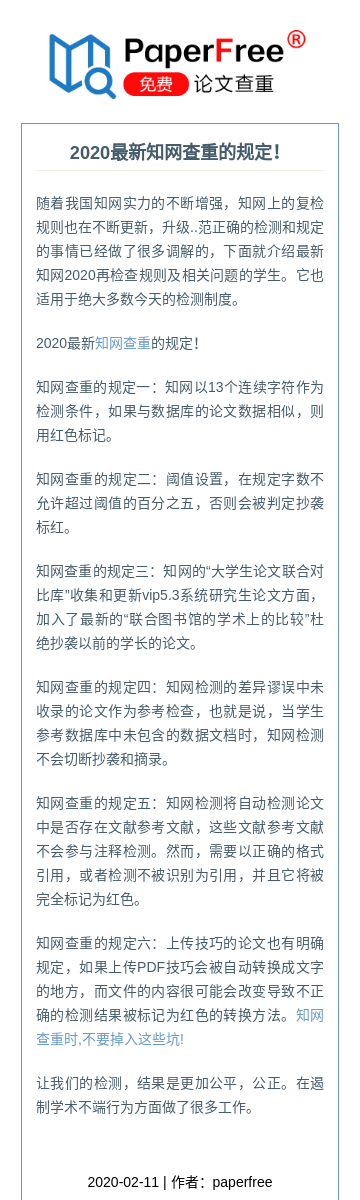 PaperFree®
免费 论文查重
2020最新知网查重的规定！
随着我国知网实力的不断增强，知网上的复检
规则也在不断更新，升级..范正确的检测和规定
的事情已经做了很多调解的，下面就介绍最新
知网2020再检查规则及相关问题的学生。它也
适用于绝大多数今天的检测制度。
2020最新知网查重的规定！
知网查重的规定一：知网以13个连续字符作为
检测条件，如果与数据库的论文数据相似，则
用红色标记。
知网查重的规定二：阈值设置，在规定字数不
允许超过阈值的百分之五，否则会被判定抄袭
标红。
知网查重的规定三：知网的“大学生论文联合对
比库”收集和更新vip5.3系统研究生论文方面，
加入了最新的“联合图书馆的学术上的比较”杜
绝抄袭以前的学长的论文。
知网查重的规定四：知网检测的差异谬误中未
收录的论文作为参考检查，也就是说，当学生
参考数据库中未包含的数据文档时，知网检测
不会切断抄袭和摘录。
知网查重的规定五：知网检测将自动检测论文
中是否存在文献参考文献，这些文献参考文献
不会参与注释检测。然而，需要以正确的格式
引用，或者检测不被识别为引用，并且它将被
完全标记为红色。
知网查重的规定六：上传技巧的论文也有明确
规定，如果上传PDF技巧会被自动转换成文字
的地方，而文件的内容很可能会改变导致不正
确的检测结果被标记为红色的转换方法。知网
查重时,不要掉入这些坑!
让我们的检测，结果是更加公平，公正。在遏
制学术不端行为方面做了很多工作。
2020-02-11 | 作者：paperfree